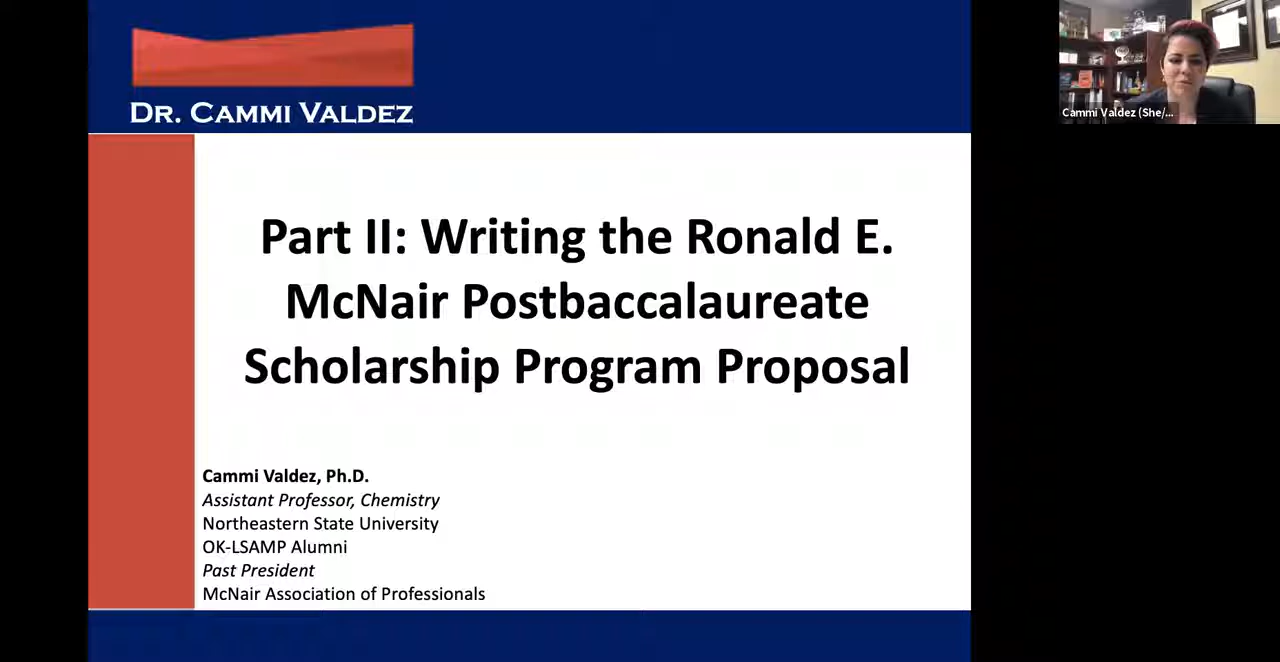 DR. CAMMI VALDEZ
Cammi Valdez (She/...
Part II: Writing the Ronald E.
McNair Postbaccalaureate
Scholarship Program Proposal
Cammi Valdez, Ph.D.
Assistant Professor, Chemistry
Northeastern State University
OK-LSAMP Alumni
Past President
McNair Association of Professionals